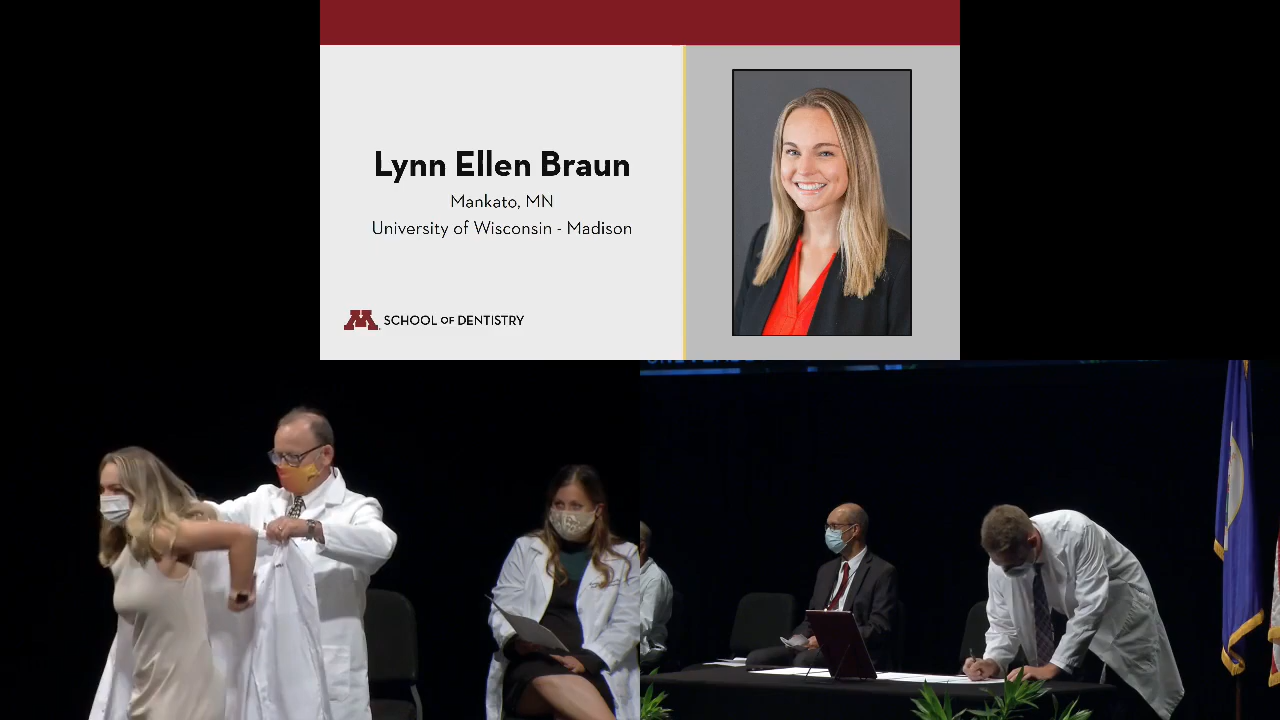 Lynn Ellen Braun
Mankato, MN
University of Wisconsin - Madison
M SCHOOL OF DENTISTRY